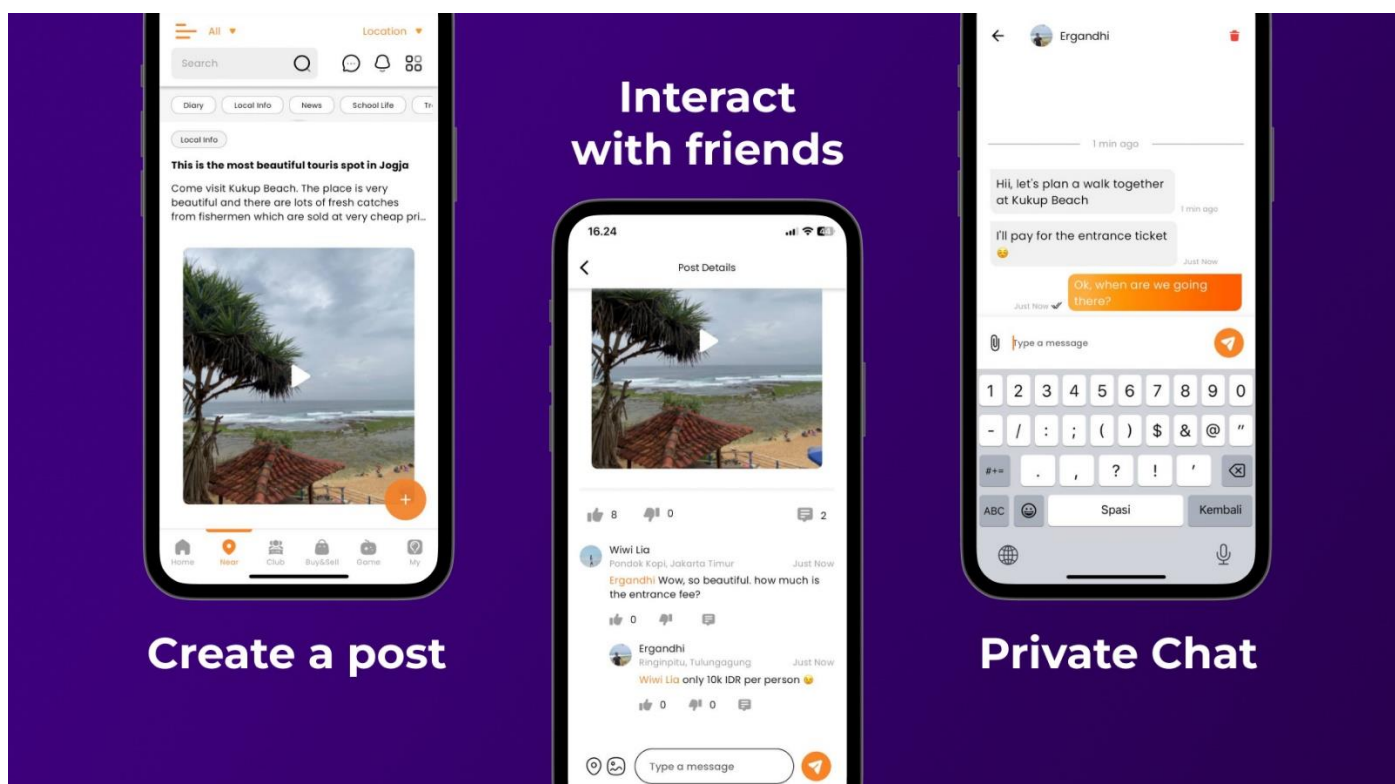 All
Location
Search
Diary
Local Info
News
School Life
Tr
Local Info
This is the most beautiful touris spot in Jogja
Come visit Kukup Beach. The place is very
beautiful and there are lots of fresh catches
from fishermen which are sold at very cheap pri...
+
Home
Near
Club
Buy&Sell
Game
My
Create a post
Interact
with friends
16.24
44
Post Details
8
0
2
Wiwi Lia
Pondok Kopi, Jakarta Timur
Just Now
Ergandhi Wow, so beautiful. how much is
the entrance fee?
0
Ergandhi
Ringinpitu, Tulungagung
Just Now
Wiwi Lia only 10k IDR per person 😉
0
0
Type a message
Ergandhi
1 min ago
Hii, let's plan a walk together
at Kukup Beach
1 min ago
I'll pay for the entrance ticket
😉
Just Now
Ok, when are we going
there?
Just Now
Type a message
1 2 3 4 5 6 7 8 9 0
- / : ; ( ) $ & @ "
#+= . , ? ! '
ABC
Spasi
Kembali
Private Chat